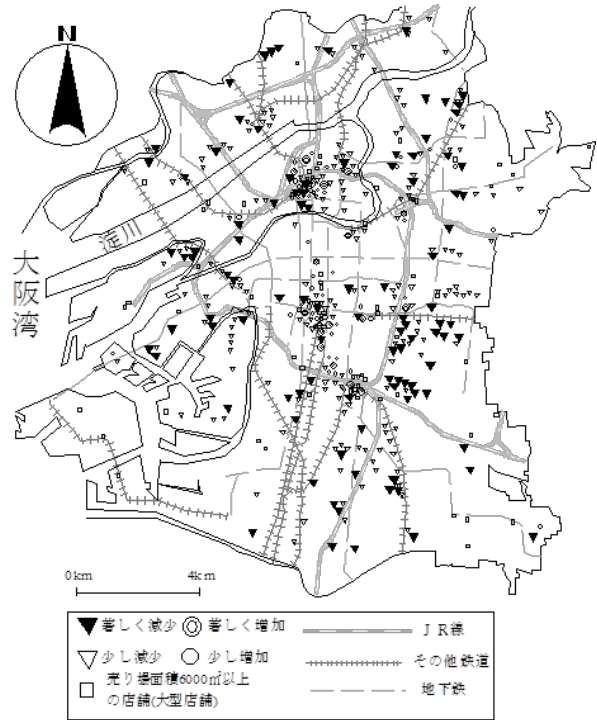 N
淀川
大阪湾
0km 4km
著しく減少 著しく増加 JR線
少し減少 少し増加 その他鉄道
売り場面積6000㎡以上
の店舗(大型店舗) 地下鉄